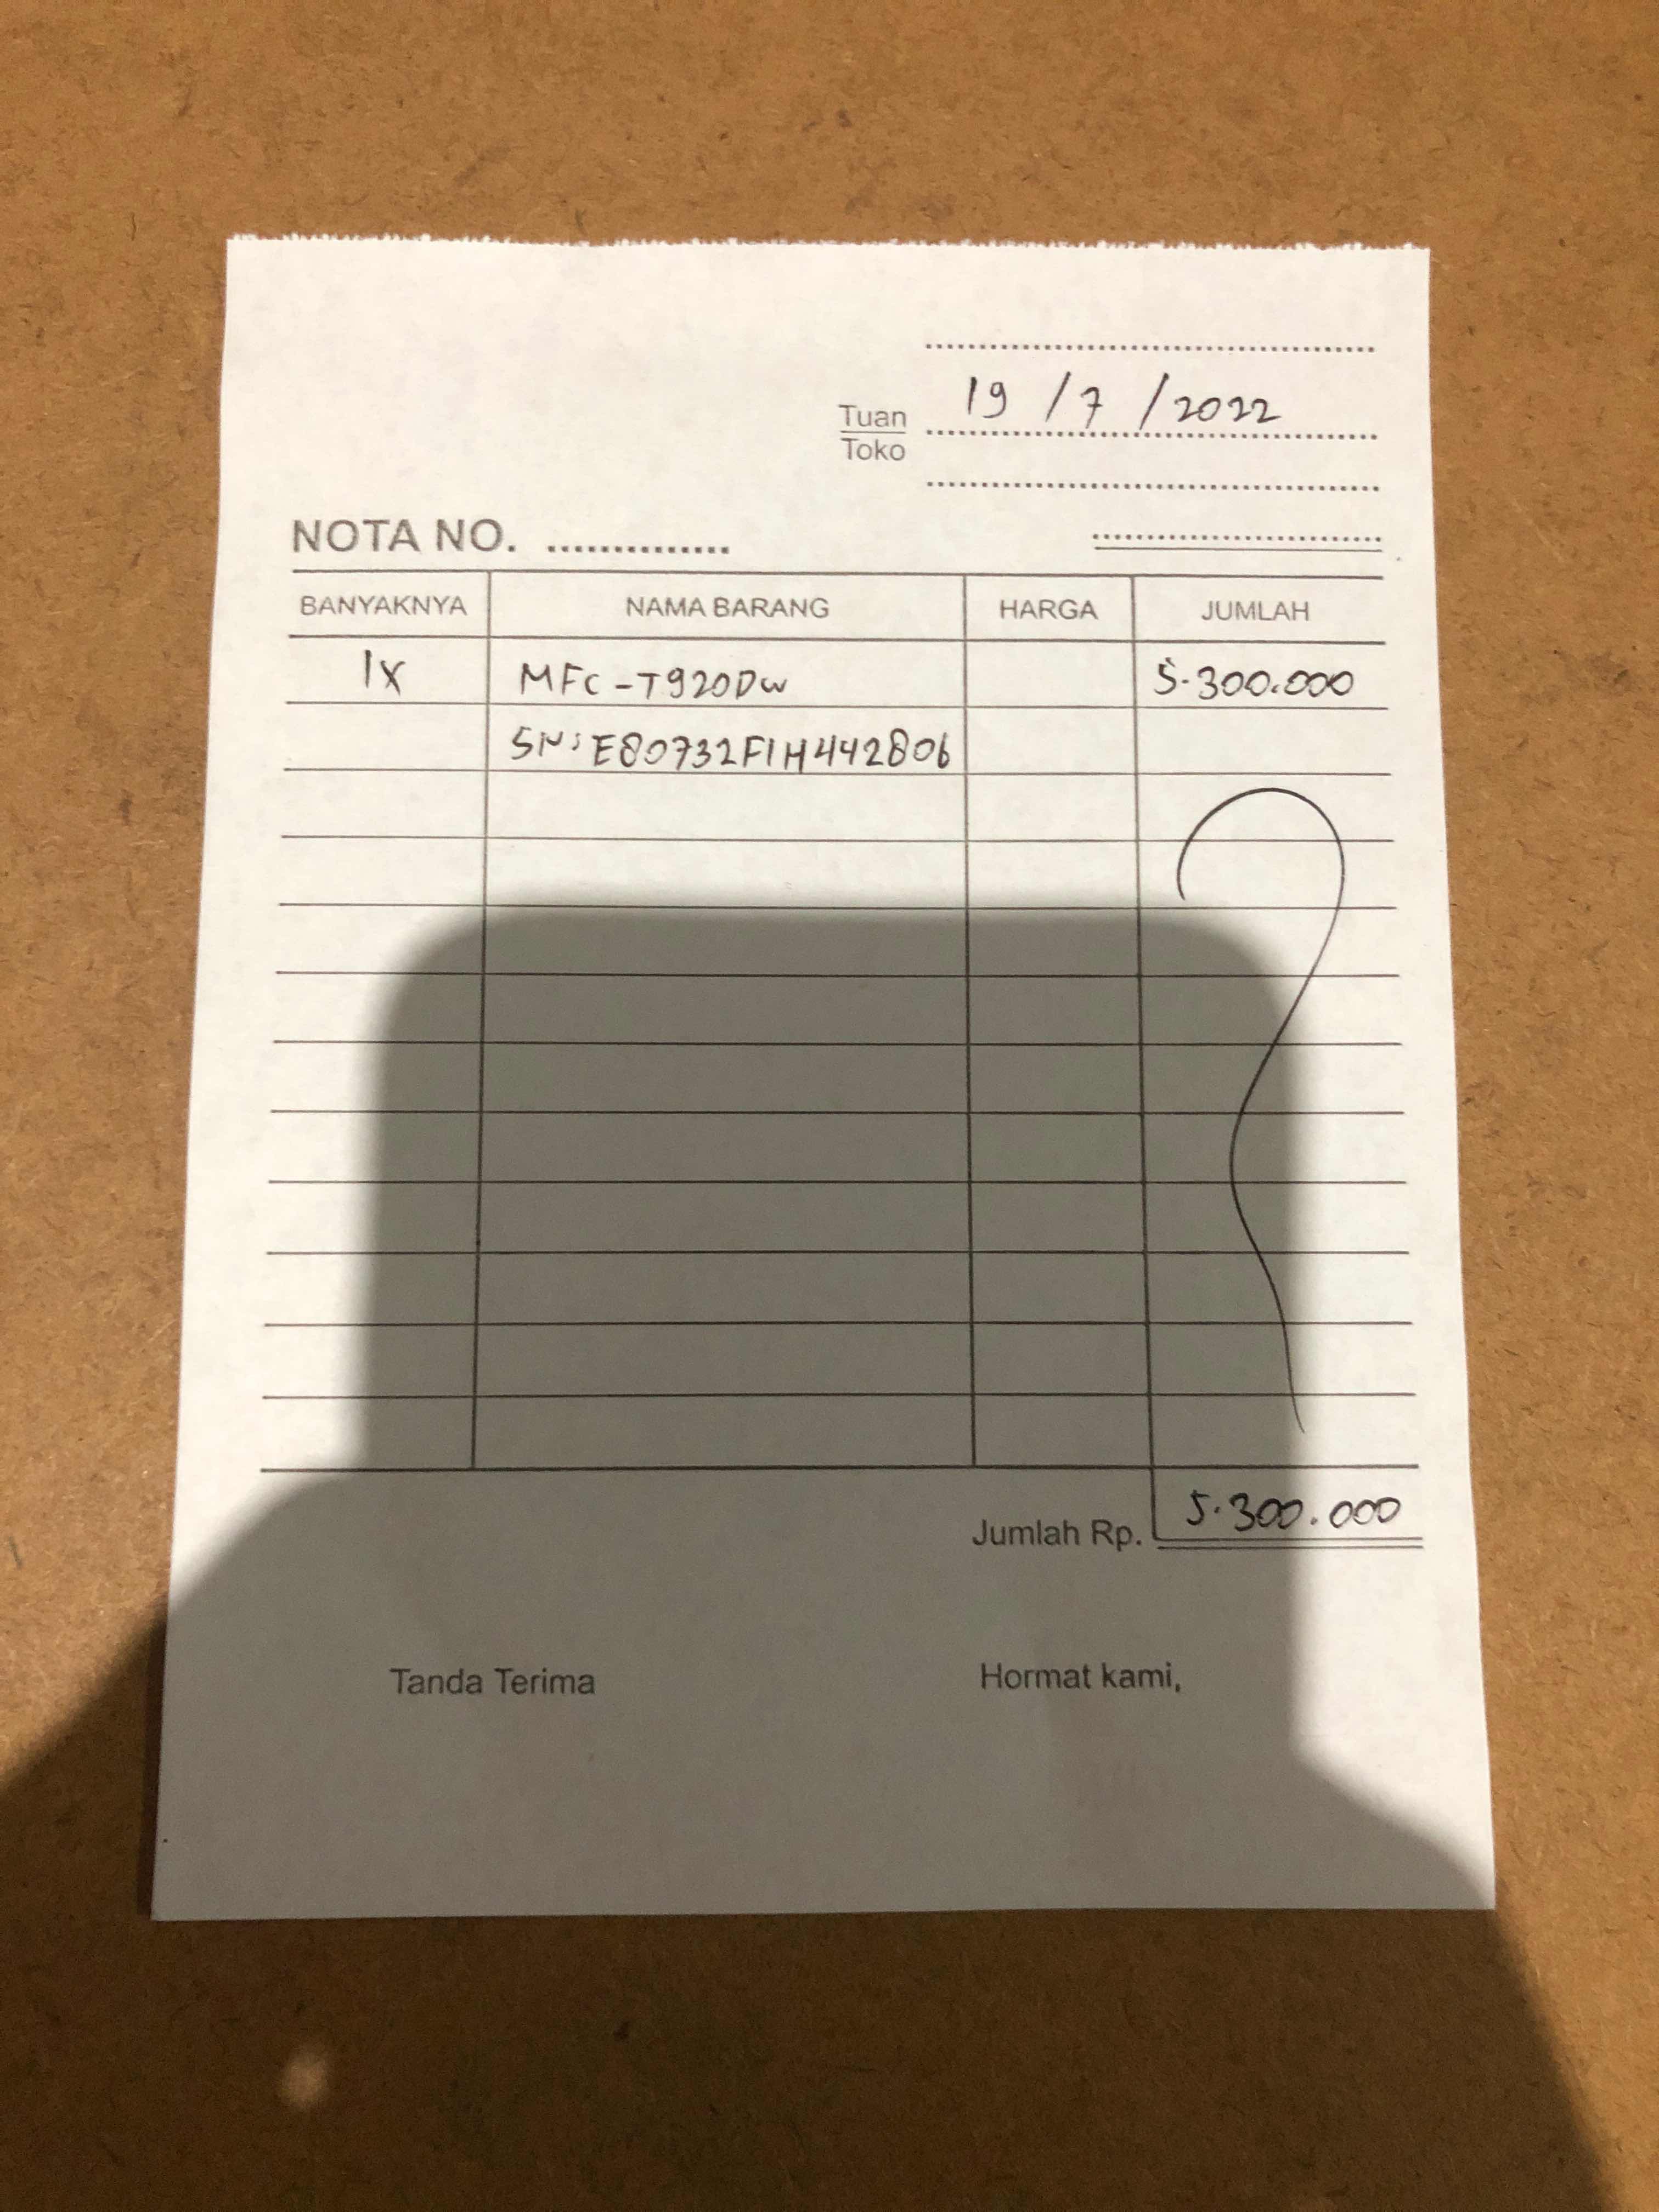 19 / 7 / 2022
Tuan
Toko
NOTA NO. ..............
BANYAKNYA NAMA BARANG HARGA JUMLAH
1x MFC-T920DW 5.300.000
SN: E80732F1H442806
Jumlah Rp. 5.300.000
Tanda Terima Hormat kami,